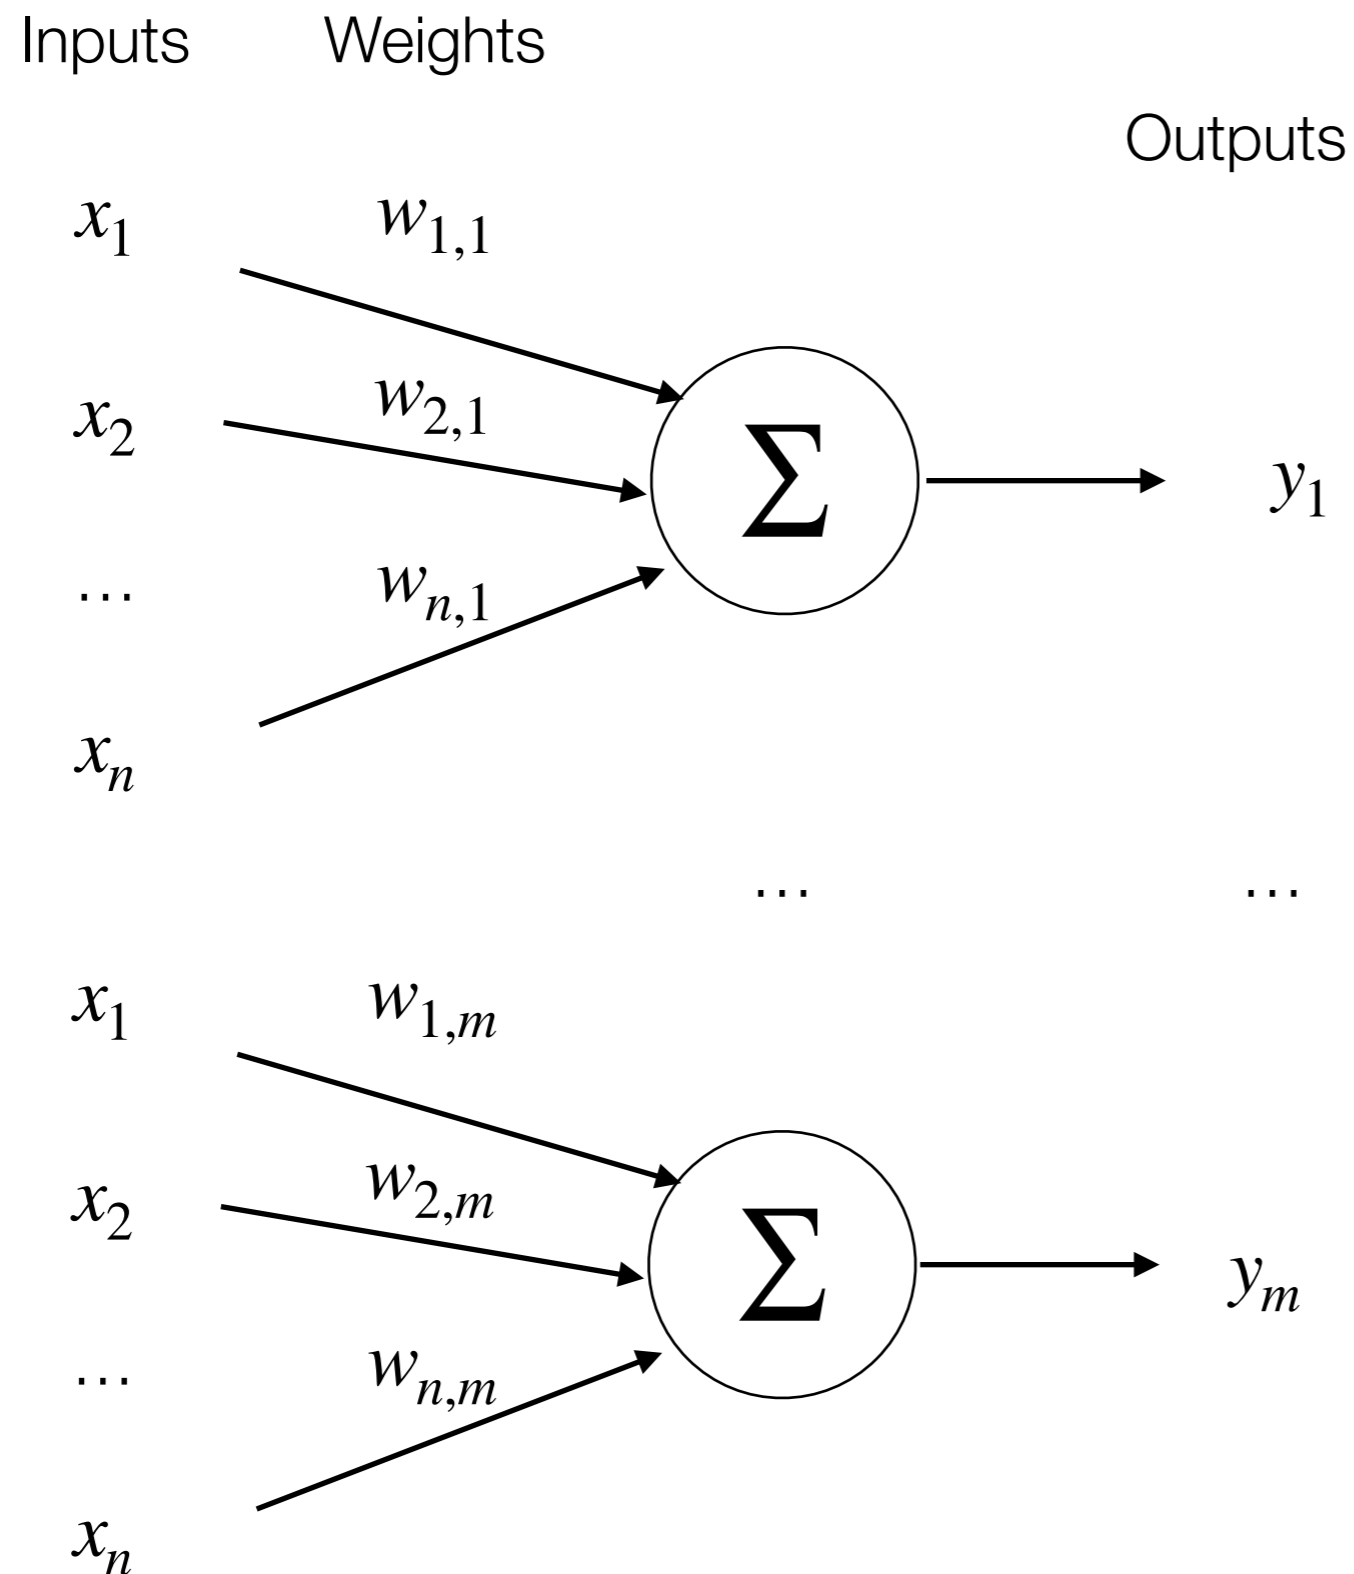 Inputs Weights
Outputs
x₁ w₁,₁
x₂ w₂,₁
Σ y₁
… wₙ,₁
xₙ
… …
x₁ w₁,ₘ
x₂ w₂,ₘ
Σ yₘ
… wₙ,ₘ
xₙ